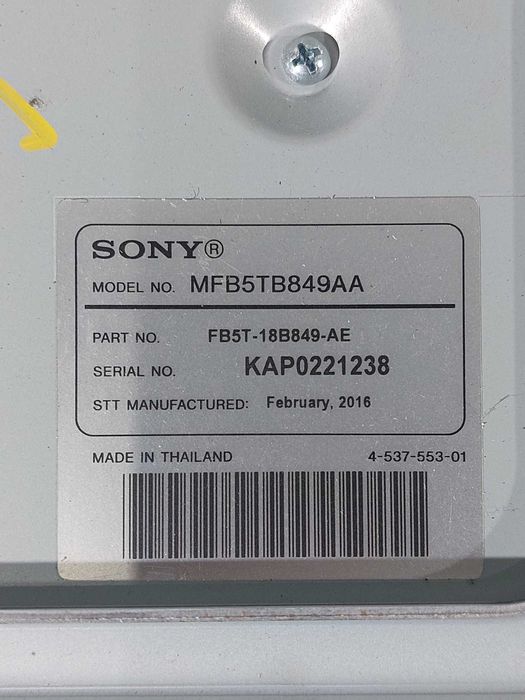 SONY®
MODEL NO. MFB5TB849AA
PART NO. FB5T-18B849-AE
SERIAL NO. KAP0221238
STT MANUFACTURED: February, 2016
MADE IN THAILAND 4-537-553-01